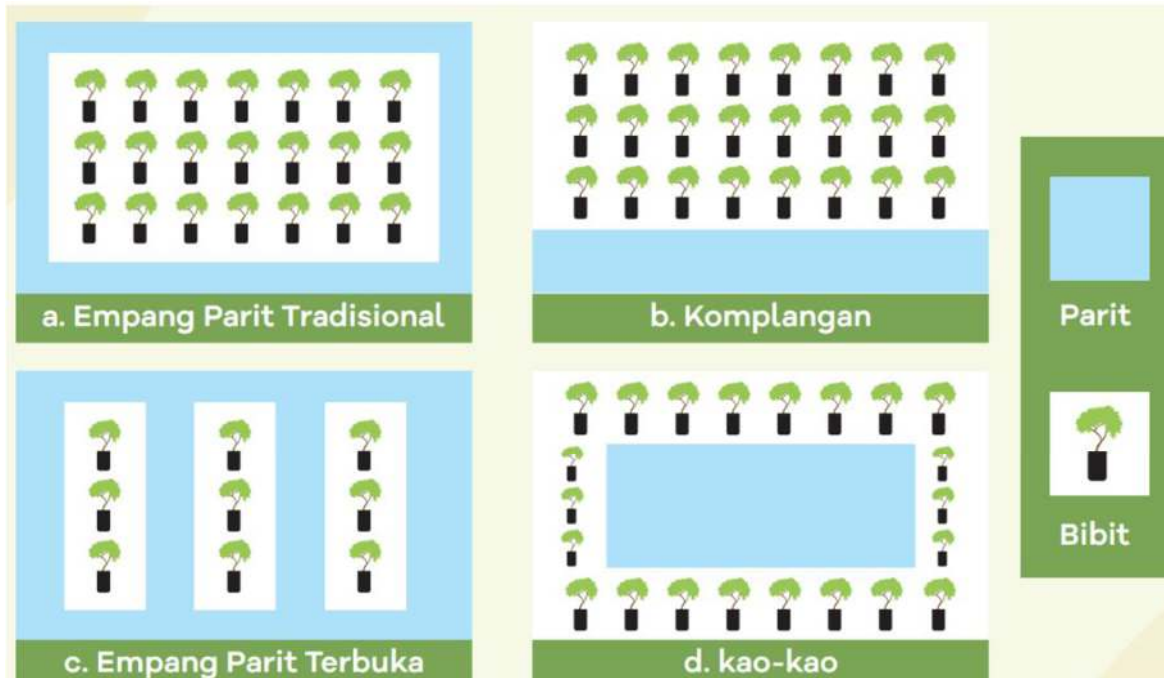 a. Empang Parit Tradisional
b. Komplangan
Parit
Bibit
c. Empang Parit Terbuka
d. kao-kao